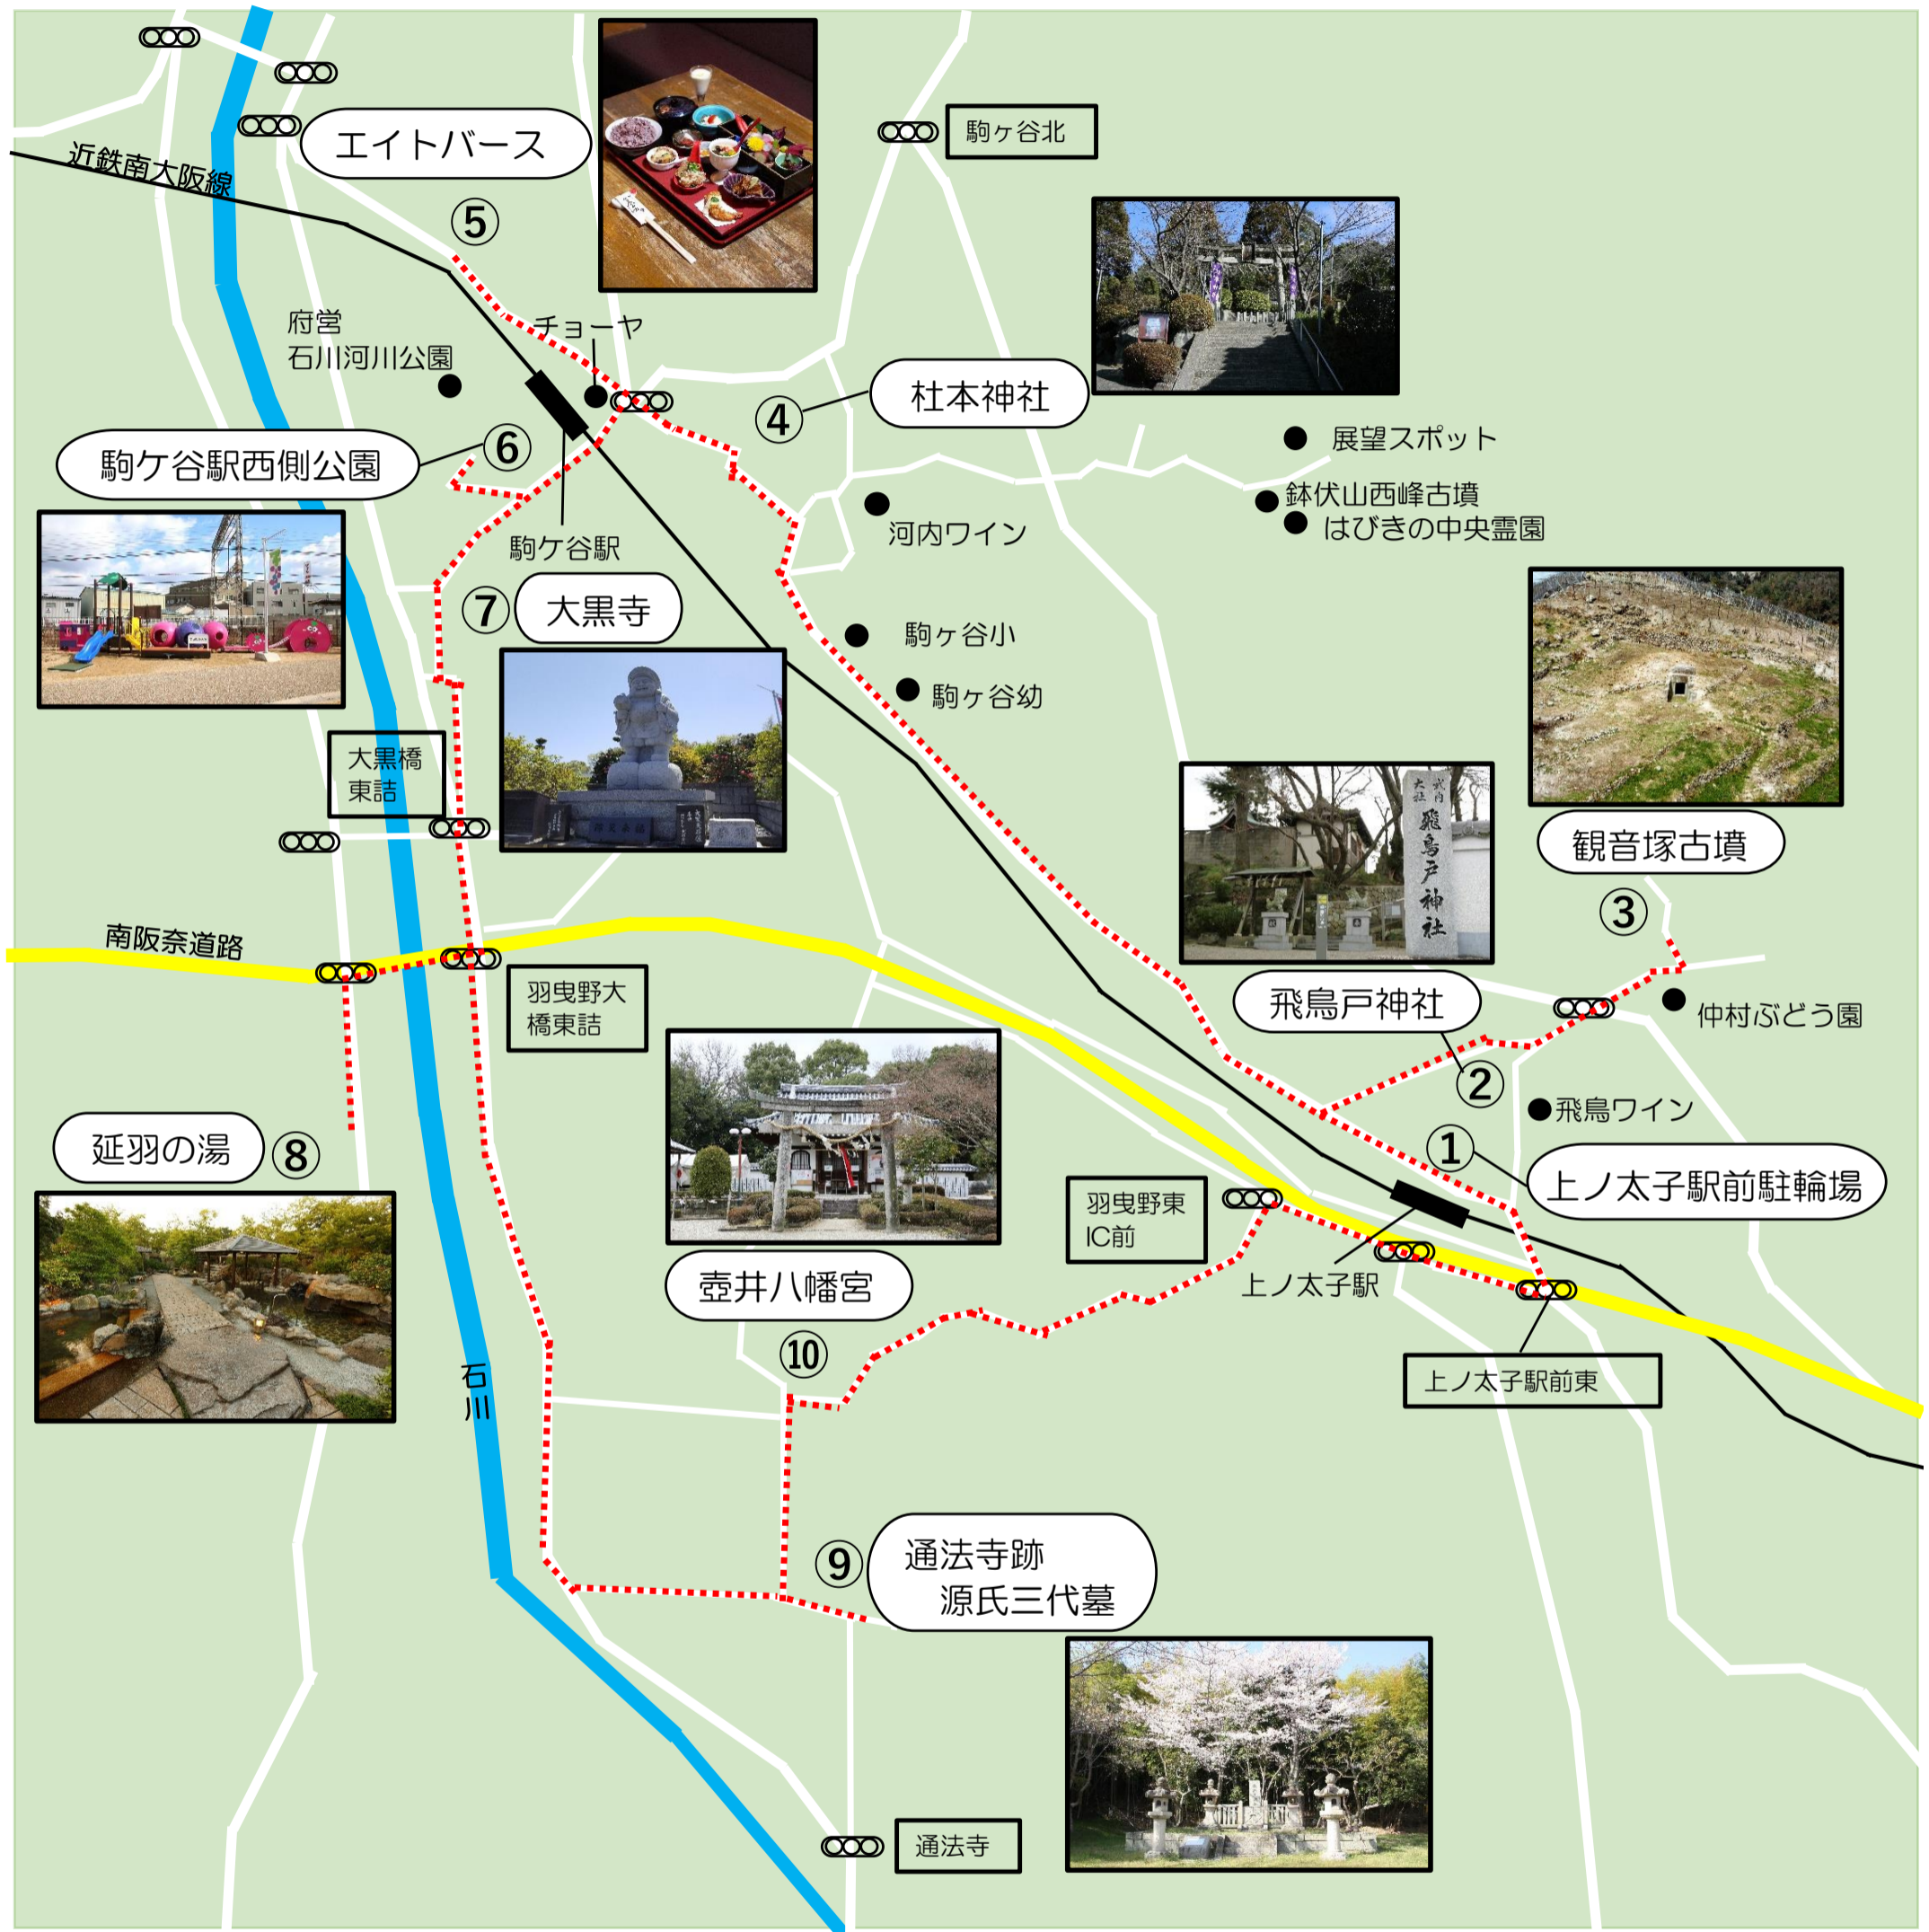 エイトバース
駒ヶ谷北
近鉄南大阪線
⑤
府営
石川河川公園
チョーヤ
④
杜本神社
展望スポット
駒ケ谷駅西側公園
⑥
鉢伏山西峰古墳
はびきの中央霊園
河内ワイン
駒ケ谷駅
⑦
大黒寺
駒ヶ谷小
駒ヶ谷幼
大黒橋
東詰
式内
大社
飛鳥戸神社
観音塚古墳
③
南阪奈道路
羽曳野大
橋東詰
飛鳥戸神社
仲村ぶどう園
②
飛鳥ワイン
延羽の湯
⑧
①
上ノ太子駅前駐輪場
羽曳野東
IC前
上ノ太子駅
壺井八幡宮
⑩
石川
上ノ太子駅前東
⑨
通法寺跡
源氏三代墓
通法寺